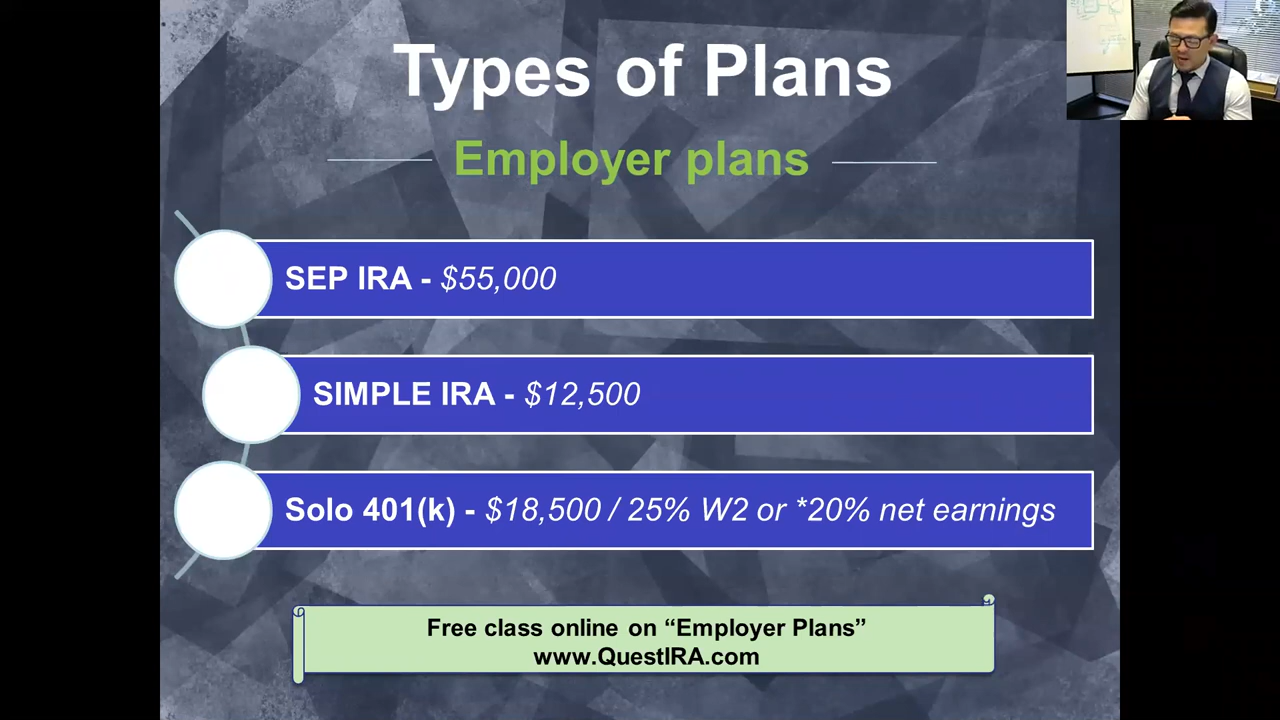 Types of Plans
Employer plans
SEP IRA - $55,000
SIMPLE IRA - $12,500
Solo 401(k) - $18,500 / 25% W2 or *20% net earnings
Free class online on “Employer Plans”
www.QuestIRA.com